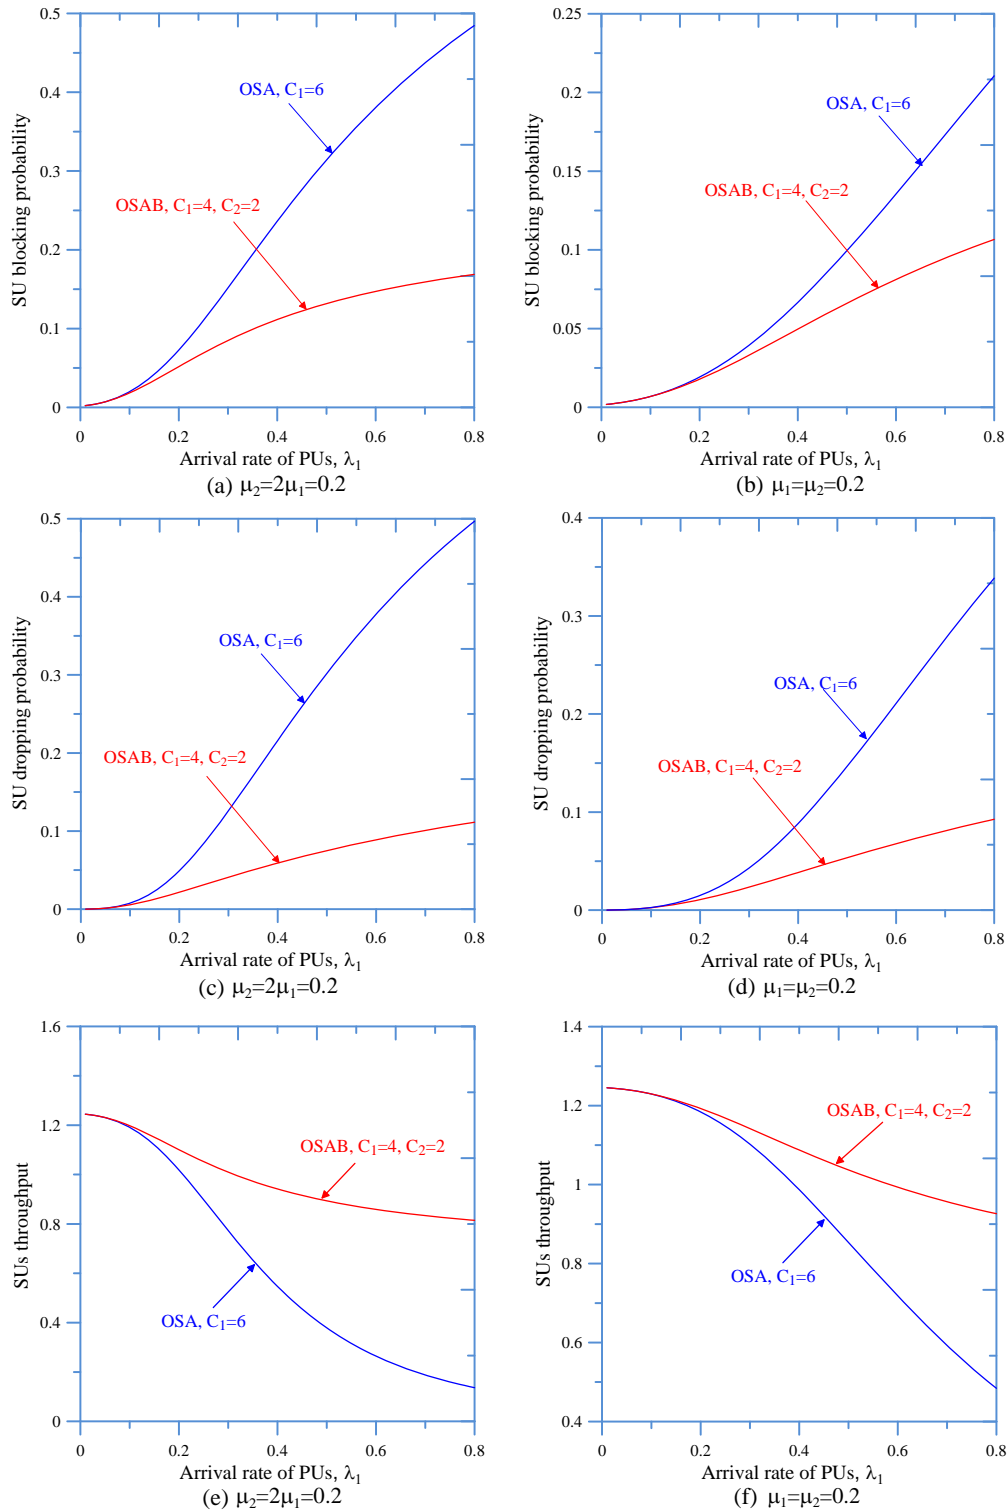 0.5
0.4
0.3
0.2
0.1
0
SU blocking probability
OSA, C₁=6
OSAB, C₁=4, C₂=2
0 0.2 0.4 0.6 0.8
Arrival rate of PUs, λ₁
(a) μ₂=2μ₁=0.2
0.25
0.2
0.15
0.1
0.05
0
SU blocking probability
OSA, C₁=6
OSAB, C₁=4, C₂=2
0 0.2 0.4 0.6 0.8
Arrival rate of PUs, λ₁
(b) μ₁=μ₂=0.2
0.5
0.4
0.3
0.2
0.1
0
SU dropping probability
OSA, C₁=6
OSAB, C₁=4, C₂=2
0 0.2 0.4 0.6 0.8
Arrival rate of PUs, λ₁
(c) μ₂=2μ₁=0.2
0.4
0.3
0.2
0.1
0
SU dropping probability
OSA, C₁=6
OSAB, C₁=4, C₂=2
0 0.2 0.4 0.6 0.8
Arrival rate of PUs, λ₁
(d) μ₁=μ₂=0.2
1.6
1.2
0.8
0.4
0
SUs throughput
OSAB, C₁=4, C₂=2
OSA, C₁=6
0 0.2 0.4 0.6 0.8
Arrival rate of PUs, λ₁
(e) μ₂=2μ₁=0.2
1.4
1.2
1
0.8
0.6
0.4
SUs throughput
OSAB, C₁=4, C₂=2
OSA, C₁=6
0 0.2 0.4 0.6 0.8
Arrival rate of PUs, λ₁
(f) μ₁=μ₂=0.2